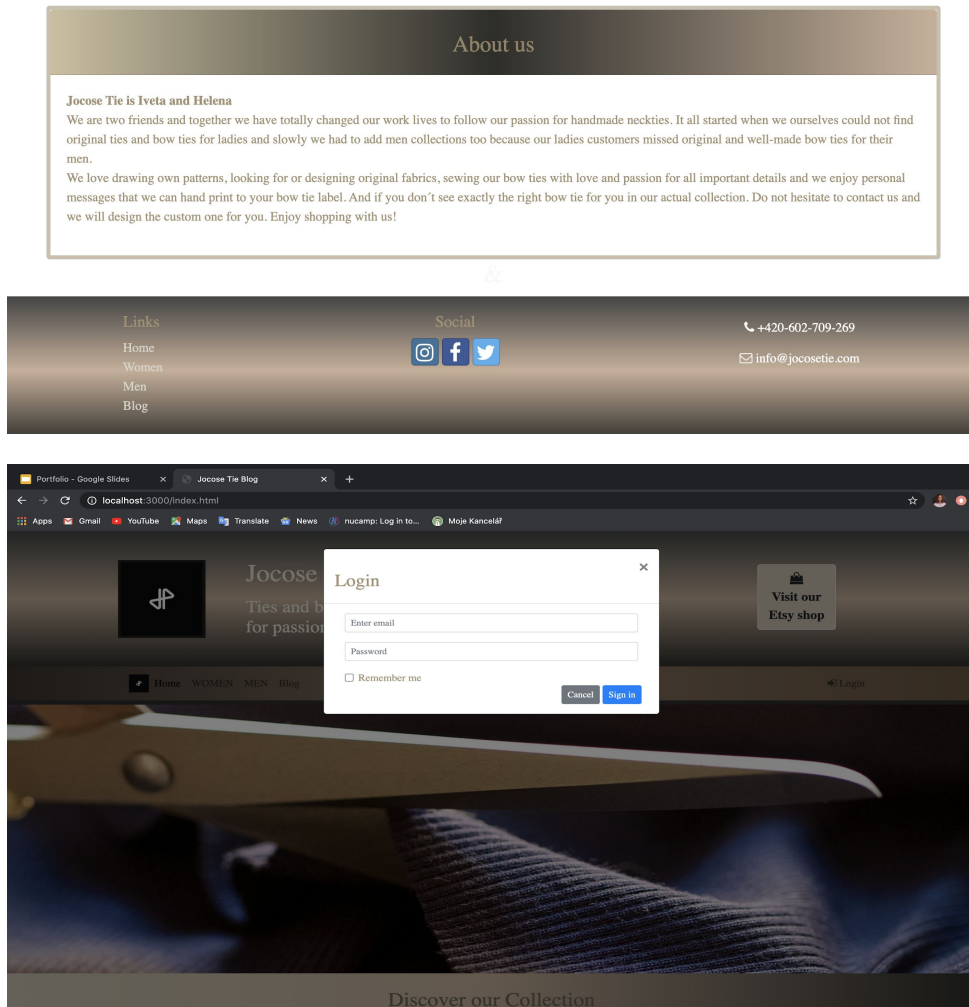 About us
Jocose Tie is Iveta and Helena
We are two friends and together we have totally changed our work lives to follow our passion for handmade neckties. It all started when we ourselves could not find
original ties and bow ties for ladies and slowly we had to add men collections too because our ladies customers missed original and well-made bow ties for their
men.
We love drawing own patterns, looking for or designing original fabrics, sewing our bow ties with love and passion for all important details and we enjoy personal
messages that we can hand print to your bow tie label. And if you don´t see exactly the right bow tie for you in our actual collection. Do not hesitate to contact us and
we will design the custom one for you. Enjoy shopping with us!
&
Links
Home
Women
Men
Blog
Social
+420-602-709-269
info@jocosetie.com
Portfolio - Google Slides
Jocose Tie Blog
localhost:3000/index.html
Apps Gmail YouTube Maps Translate News nucamp: Log in to... Moje Kancelář
Jocose
Ties and b
for passion
Login
Enter email
Password
Remember me
Cancel Sign in
Visit our
Etsy shop
Home WOMEN MEN Blog
Login
Discover our Collection